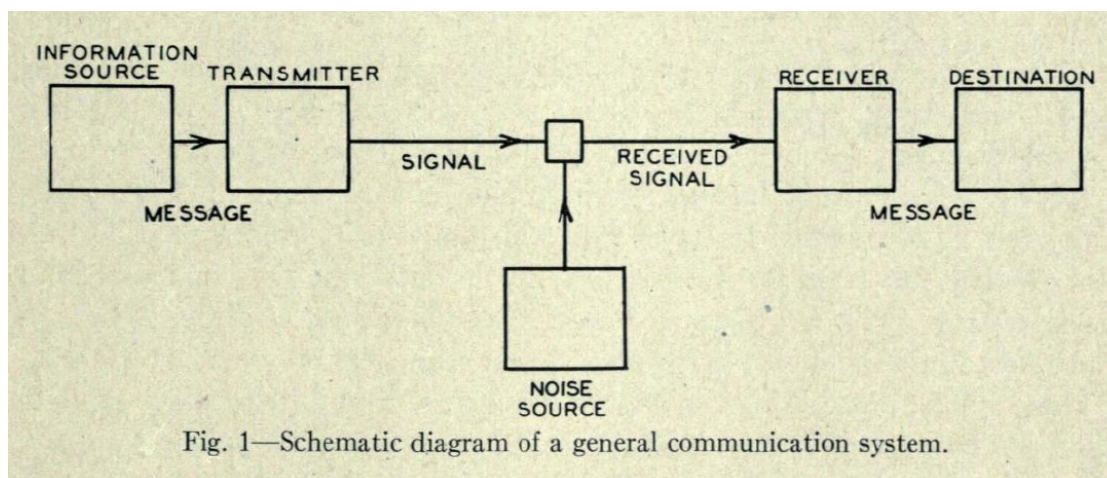 INFORMATION
SOURCE
TRANSMITTER
RECEIVER
DESTINATION
SIGNAL
RECEIVED
SIGNAL
MESSAGE
MESSAGE
NOISE
SOURCE
Fig. 1—Schematic diagram of a general communication system.